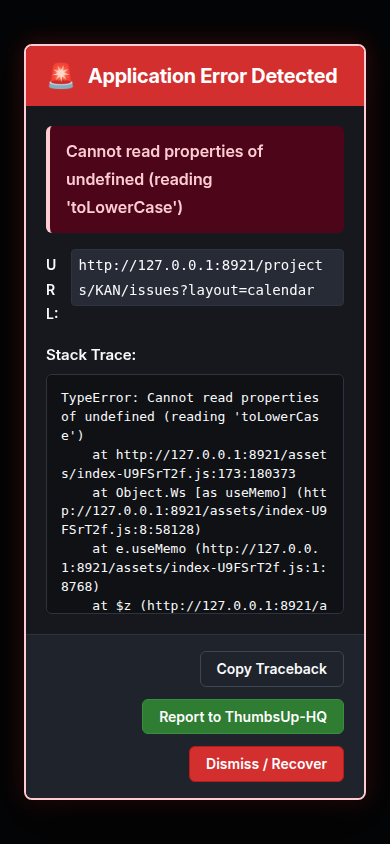 🚨 Application Error Detected
Cannot read properties of
undefined (reading
'toLowerCase')
U
R
L:
http://127.0.0.1:8921/project
s/KAN/issues?layout=calendar
Stack Trace:
TypeError: Cannot read properties
of undefined (reading 'toLowerCas
e')
    at http://127.0.0.1:8921/asset
s/index-U9FSrT2f.js:173:180373
    at Object.Ws [as useMemo] (htt
p://127.0.0.1:8921/assets/index-U9
FSrT2f.js:8:58128)
    at e.useMemo (http://127.0.0.
1:8921/assets/index-U9FSrT2f.js:1:
8768)
    at $z (http://127.0.0.1:8921/a
Copy Traceback
Report to ThumbsUp-HQ
Dismiss / Recover